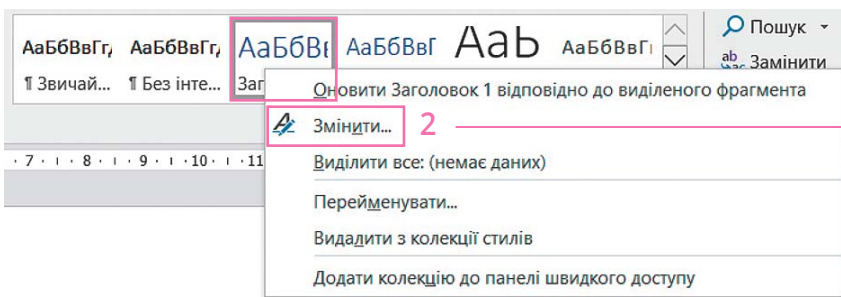 АаБбВвГг, АаБбВвГг, АаБбВв АаБбВвГ Ааb АаБбВвГг
¶ Звичай... ¶ Без інте... Заг
Пошук
Замінити
Оновити Заголовок 1 відповідно до виділеного фрагмента
Змінити... 2
Виділити все: (немає даних)
Перейменувати...
Видалити з колекції стилів
Додати колекцію до панелі швидкого доступу
· 7 · ı · 8 · ı · 9 · ı · 10 · ı · 11